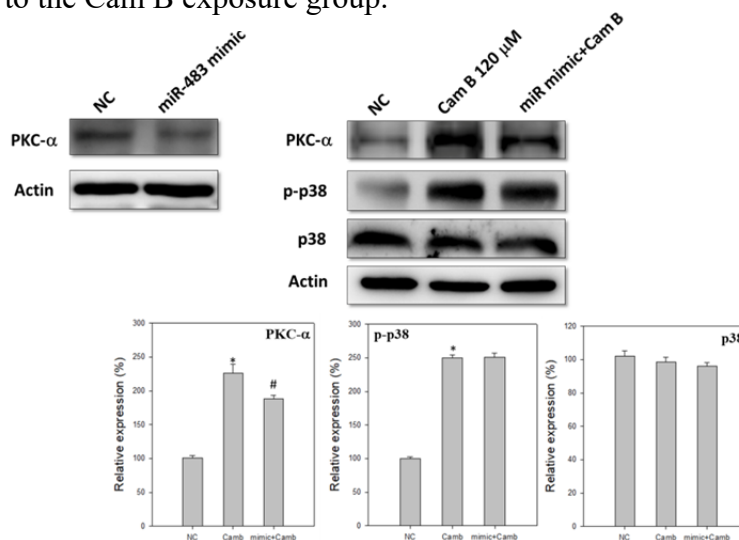 to the Cam B exposure group.
NC
miR-483 mimic
PKC-α
Actin
NC
Cam B 120 μM
miR mimic+Cam B
PKC-α
p-p38
p38
Actin
PKC-α
Relative expression (%)
300
250
200
150
100
50
0
*
#
NC Camb mimic+Camb
p-p38
Relative expression (%)
300
250
200
150
100
50
0
*
NC Camb mimic+Camb
p38
Relative expression (%)
120
100
80
60
40
20
0
NC Camb mimic+Camb